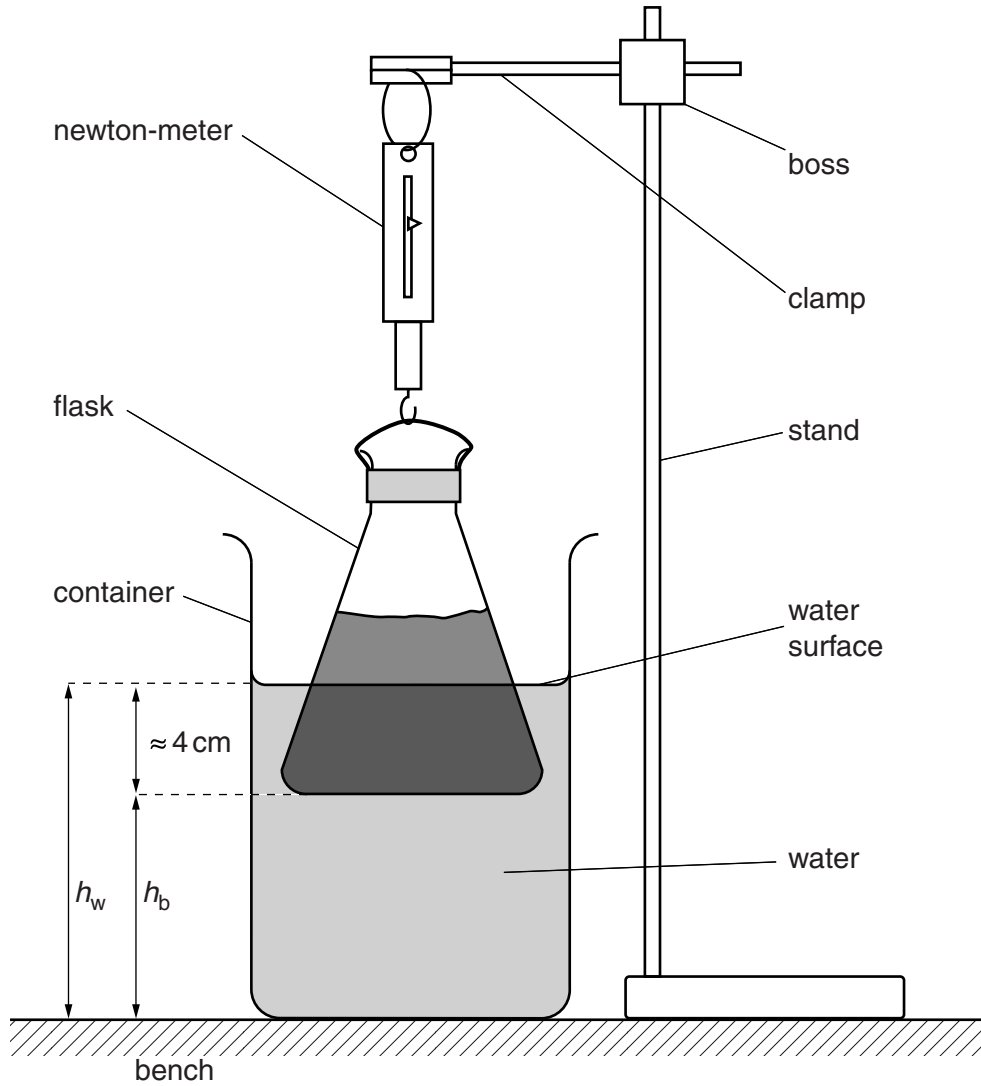 newton-meter
boss
clamp
flask
stand
container
water
surface
≈ 4 cm
water
h_w
h_b
bench